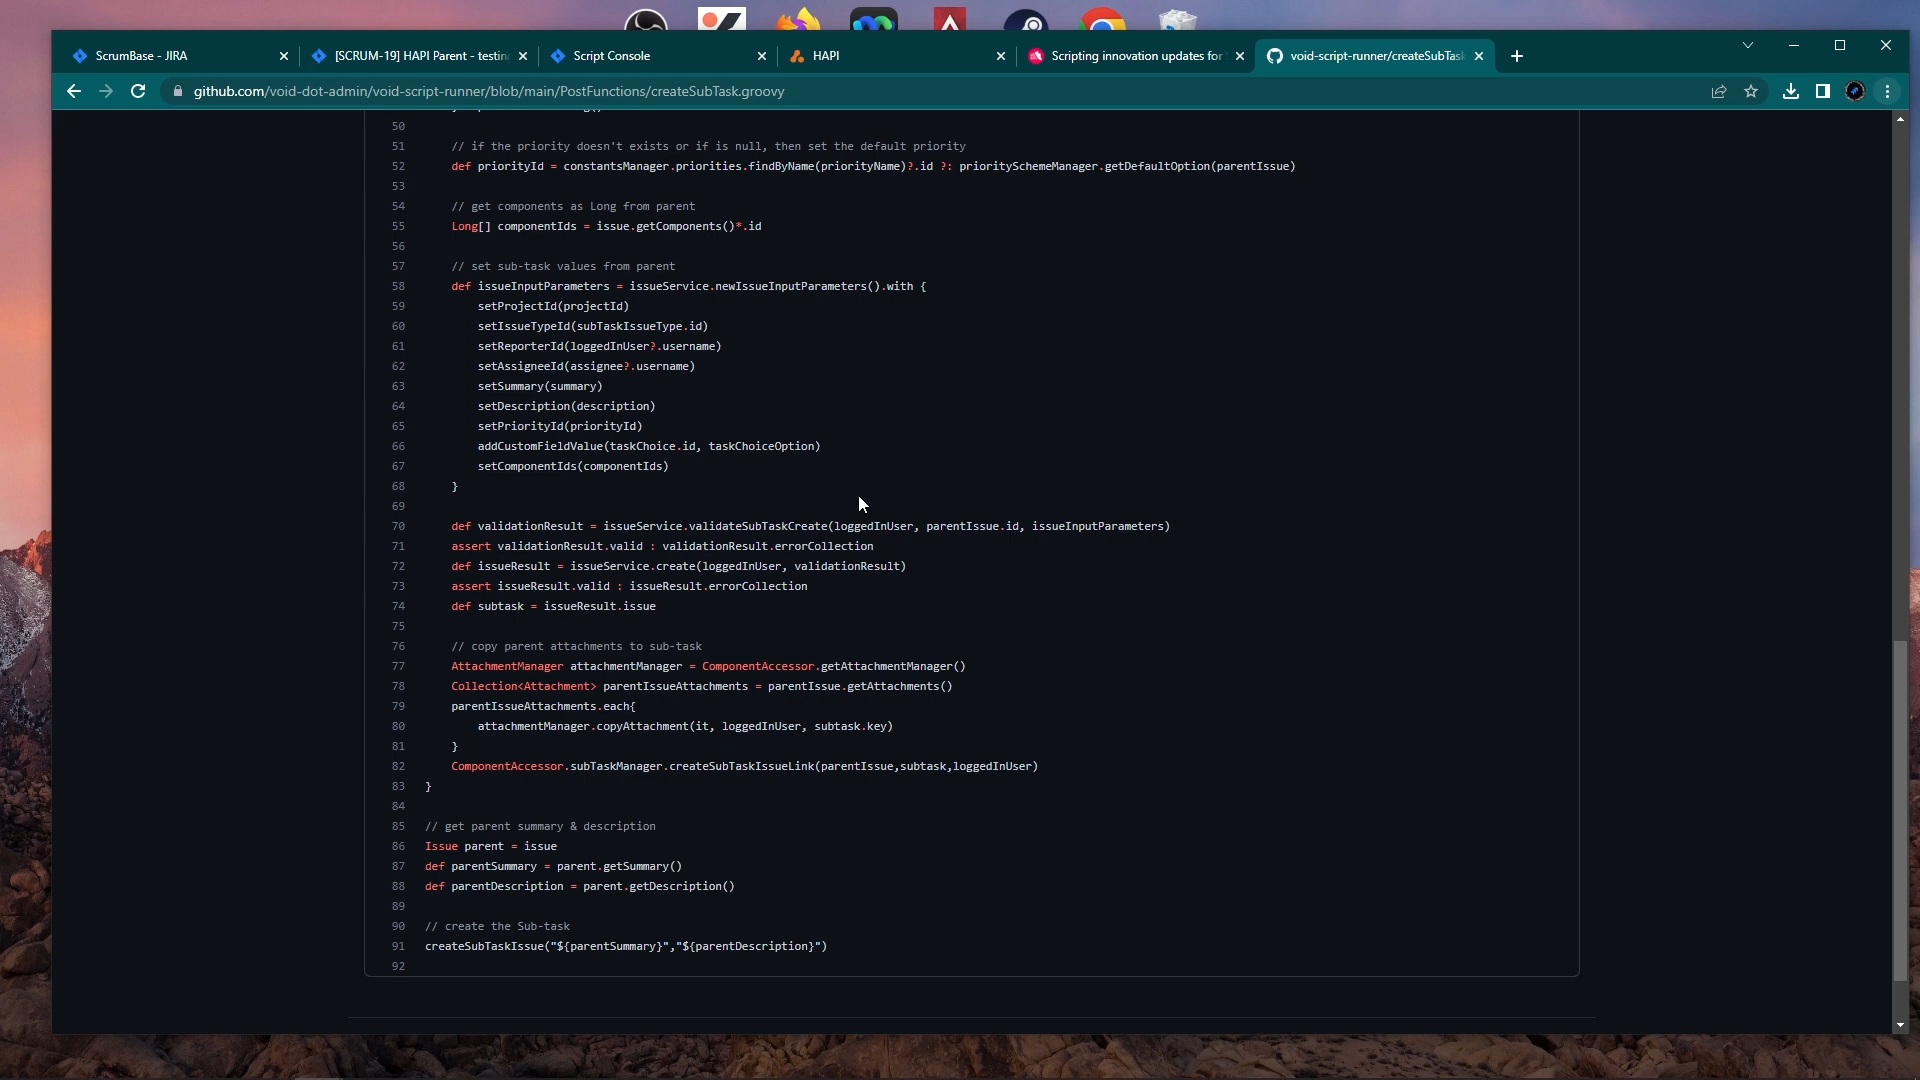 ScrumBase - JIRA
[SCRUM-19] HAPI Parent - testin
Script Console
HAPI
Scripting innovation updates for
void-script-runner/createSubTask
github.com/void-dot-admin/void-script-runner/blob/main/PostFunctions/createSubTask.groovy
50
51 // if the priority doesn't exists or if is null, then set the default priority
52 def priorityId = constantsManager.priorities.findByName(priorityName)?.id ?: prioritySchemeManager.getDefaultOption(parentIssue)
53
54 // get components as Long from parent
55 Long[] componentIds = issue.getComponents()*.id
56
57 // set sub-task values from parent
58 def issueInputParameters = issueService.newIssueInputParameters().with {
59 setProjectId(projectId)
60 setIssueTypeId(subTaskIssueType.id)
61 setReporterId(loggedInUser?.username)
62 setAssigneeId(assignee?.username)
63 setSummary(summary)
64 setDescription(description)
65 setPriorityId(priorityId)
66 addCustomFieldValue(taskChoice.id, taskChoiceOption)
67 setComponentIds(componentIds)
68 }
69
70 def validationResult = issueService.validateSubTaskCreate(loggedInUser, parentIssue.id, issueInputParameters)
71 assert validationResult.valid : validationResult.errorCollection
72 def issueResult = issueService.create(loggedInUser, validationResult)
73 assert issueResult.valid : issueResult.errorCollection
74 def subtask = issueResult.issue
75
76 // copy parent attachments to sub-task
77 AttachmentManager attachmentManager = ComponentAccessor.getAttachmentManager()
78 Collection<Attachment> parentIssueAttachments = parentIssue.getAttachments()
79 parentIssueAttachments.each{
80 attachmentManager.copyAttachment(it, loggedInUser, subtask.key)
81 }
82 ComponentAccessor.subTaskManager.createSubTaskIssueLink(parentIssue,subtask,loggedInUser)
83 }
84
85 // get parent summary & description
86 Issue parent = issue
87 def parentSummary = parent.getSummary()
88 def parentDescription = parent.getDescription()
89
90 // create the Sub-task
91 createSubTaskIssue("${parentSummary}","${parentDescription}")
92